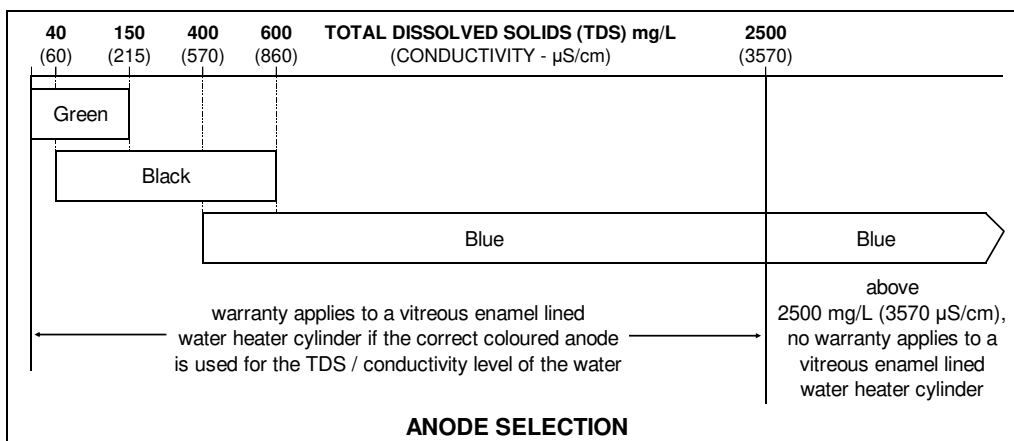 40 150 400 600 TOTAL DISSOLVED SOLIDS (TDS) mg/L 2500
(60) (215) (570) (860) (CONDUCTIVITY - µS/cm) (3570)
Green
Black
Blue Blue
warranty applies to a vitreous enamel lined
water heater cylinder if the correct coloured anode
is used for the TDS / conductivity level of the water
above
2500 mg/L (3570 µS/cm),
no warranty applies to a
vitreous enamel lined
water heater cylinder
ANODE SELECTION